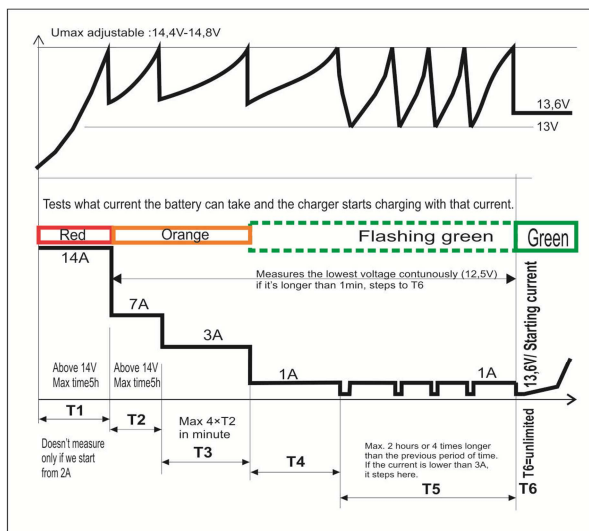 Umax adjustable :14,4V-14,8V
13,6V
13V
Tests what current the battery can take and the charger starts charging with that current.
Red
Orange
Flashing green
Green
14A
Measures the lowest voltage contunously (12,5V)
if it's longer than 1min, steps to T6
7A
3A
1A
1A
13,6V/ Starting current
Above 14V
Max time5h
Above 14V
Max time5h
T1
T2
Max 4×T2
in minute
T3
T4
Max. 2 hours or 4 times longer
than the previous period of time.
If the current is lower than 3A,
it steps here.
T5
T6=unlimited
T6
Doesn't measure
only if we start
from 2A